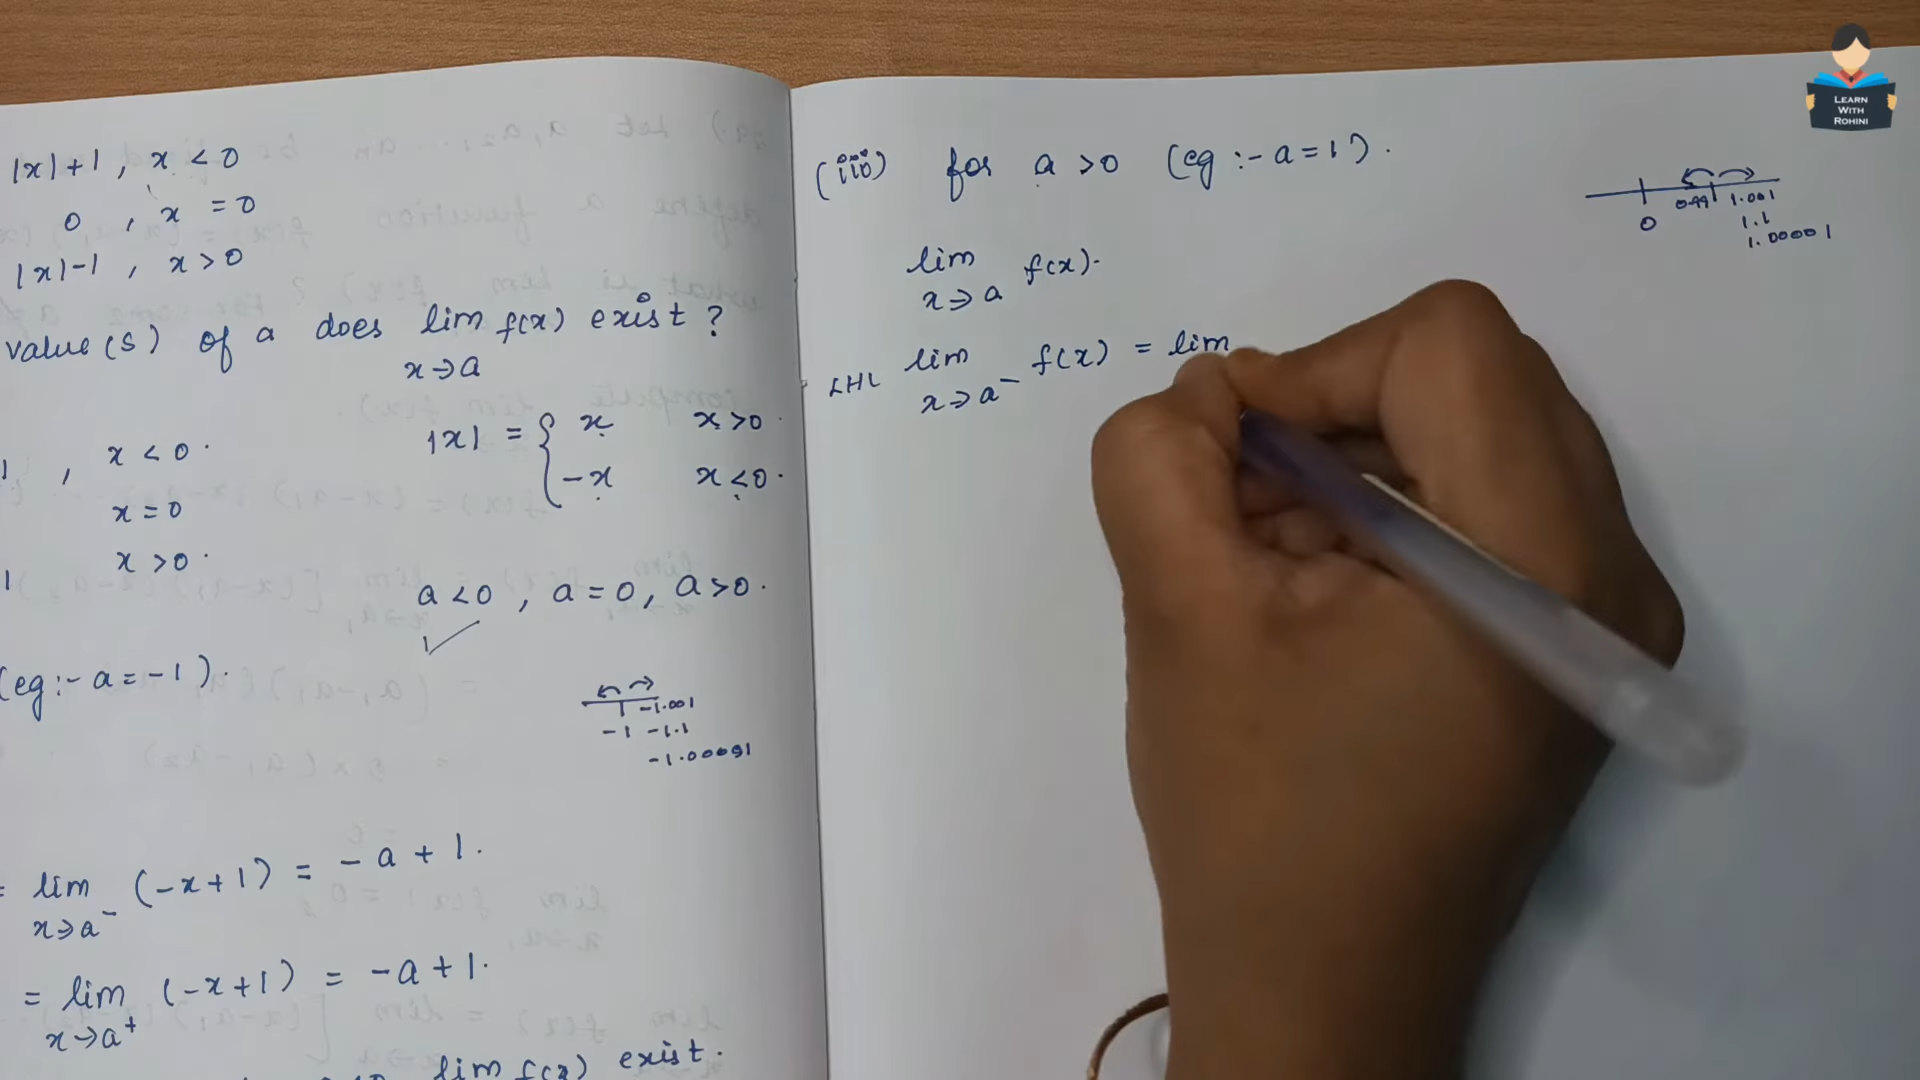 |x|+1 , x < 0
0 , x = 0
|x|-1 , x > 0
value(s) of a does lim f(x) exist ?
x→a
1 , x < 0 .
x = 0
1 x > 0 .
|x| = { x x > 0 .
-x x < 0 .
a < 0 , a = 0 , a > 0 .
(eg :- a = -1 ) .
-1 -1.001
-1.1
-1.00001
= lim (-x+1) = -a + 1 .
x→a⁻
= lim (-x+1) = -a + 1 .
x→a⁺
lim f(x) exist .
(iii) for a > 0 (eg :- a = 1 ) .
0 0.99 1.001
1.1
1.00001
lim f(x) .
x→a
LHL lim f(x) = lim
x→a⁻
LEARN
WITH
ROHINI